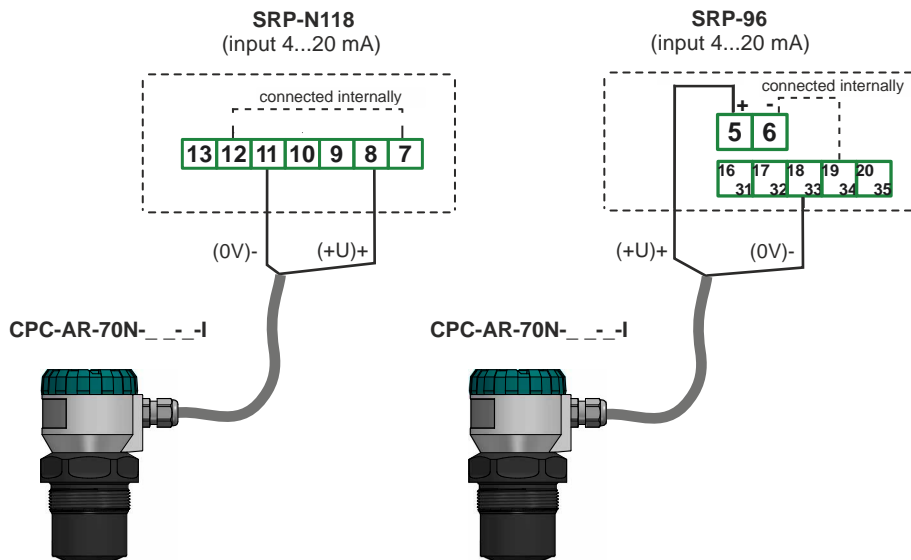 SRP-N118
(input 4...20 mA)
connected internally
13 12 11 10 9 8 7
(0V)- (+U)+
CPC-AR-70N-_ _-_-I
SRP-96
(input 4...20 mA)
connected internally
+ -
5 6
16 17 18 19 20
31 32 33 34 35
(+U)+ (0V)-
CPC-AR-70N-_ _-_-I